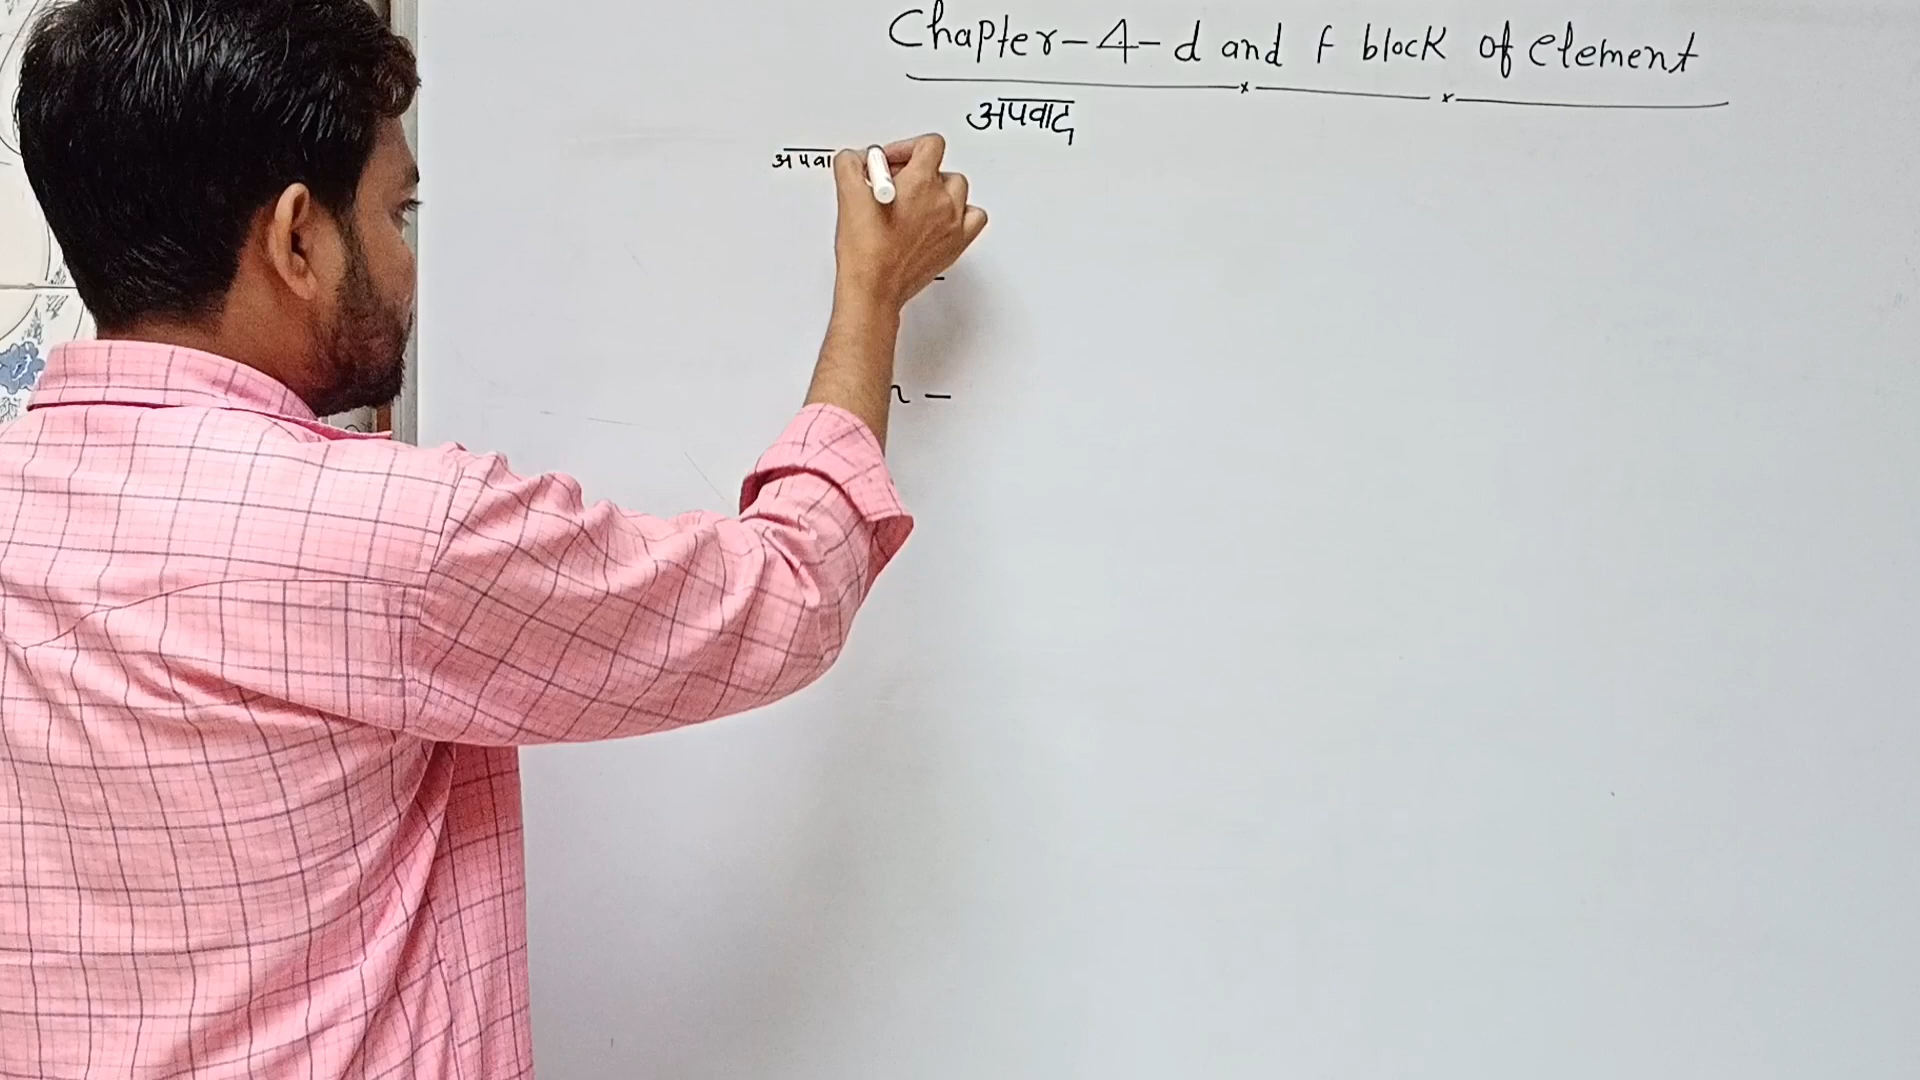 Chapter-4-d and f block of element
अपवाद
अपवा